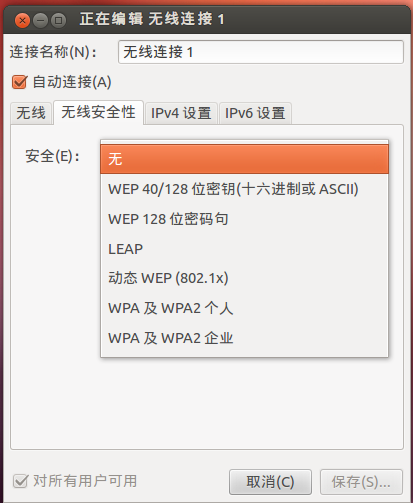 正在编辑 无线连接 1
连接名称(N)： 无线连接 1
自动连接(A)
无线 无线安全性 IPv4 设置 IPv6 设置
安全(E)： 无
WEP 40/128 位密钥(十六进制或 ASCII)
WEP 128 位密码句
LEAP
动态 WEP (802.1x)
WPA 及 WPA2 个人
WPA 及 WPA2 企业
对所有用户可用 取消(C) 保存(S)...